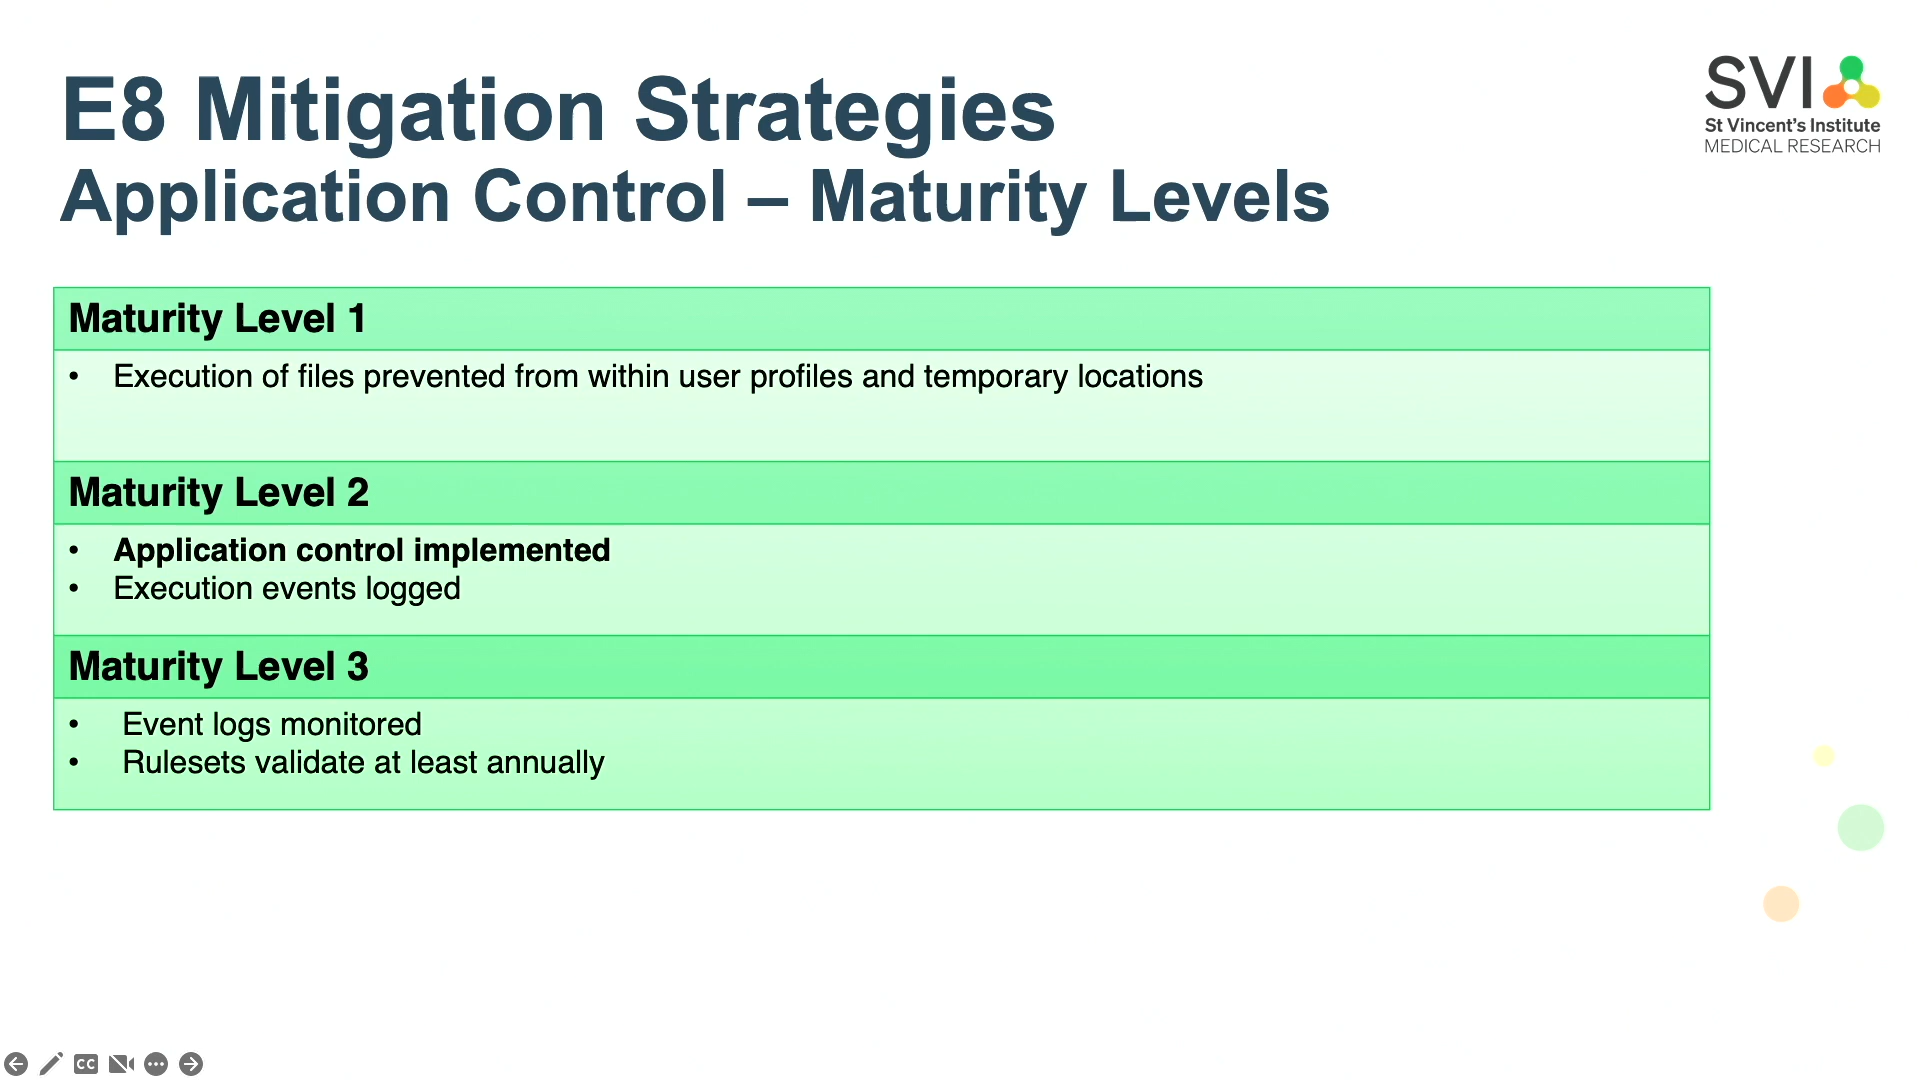 E8 Mitigation Strategies
Application Control – Maturity Levels
SVI
St Vincent's Institute
MEDICAL RESEARCH
Maturity Level 1
• Execution of files prevented from within user profiles and temporary locations
Maturity Level 2
• Application control implemented
• Execution events logged
Maturity Level 3
• Event logs monitored
• Rulesets validate at least annually
CC